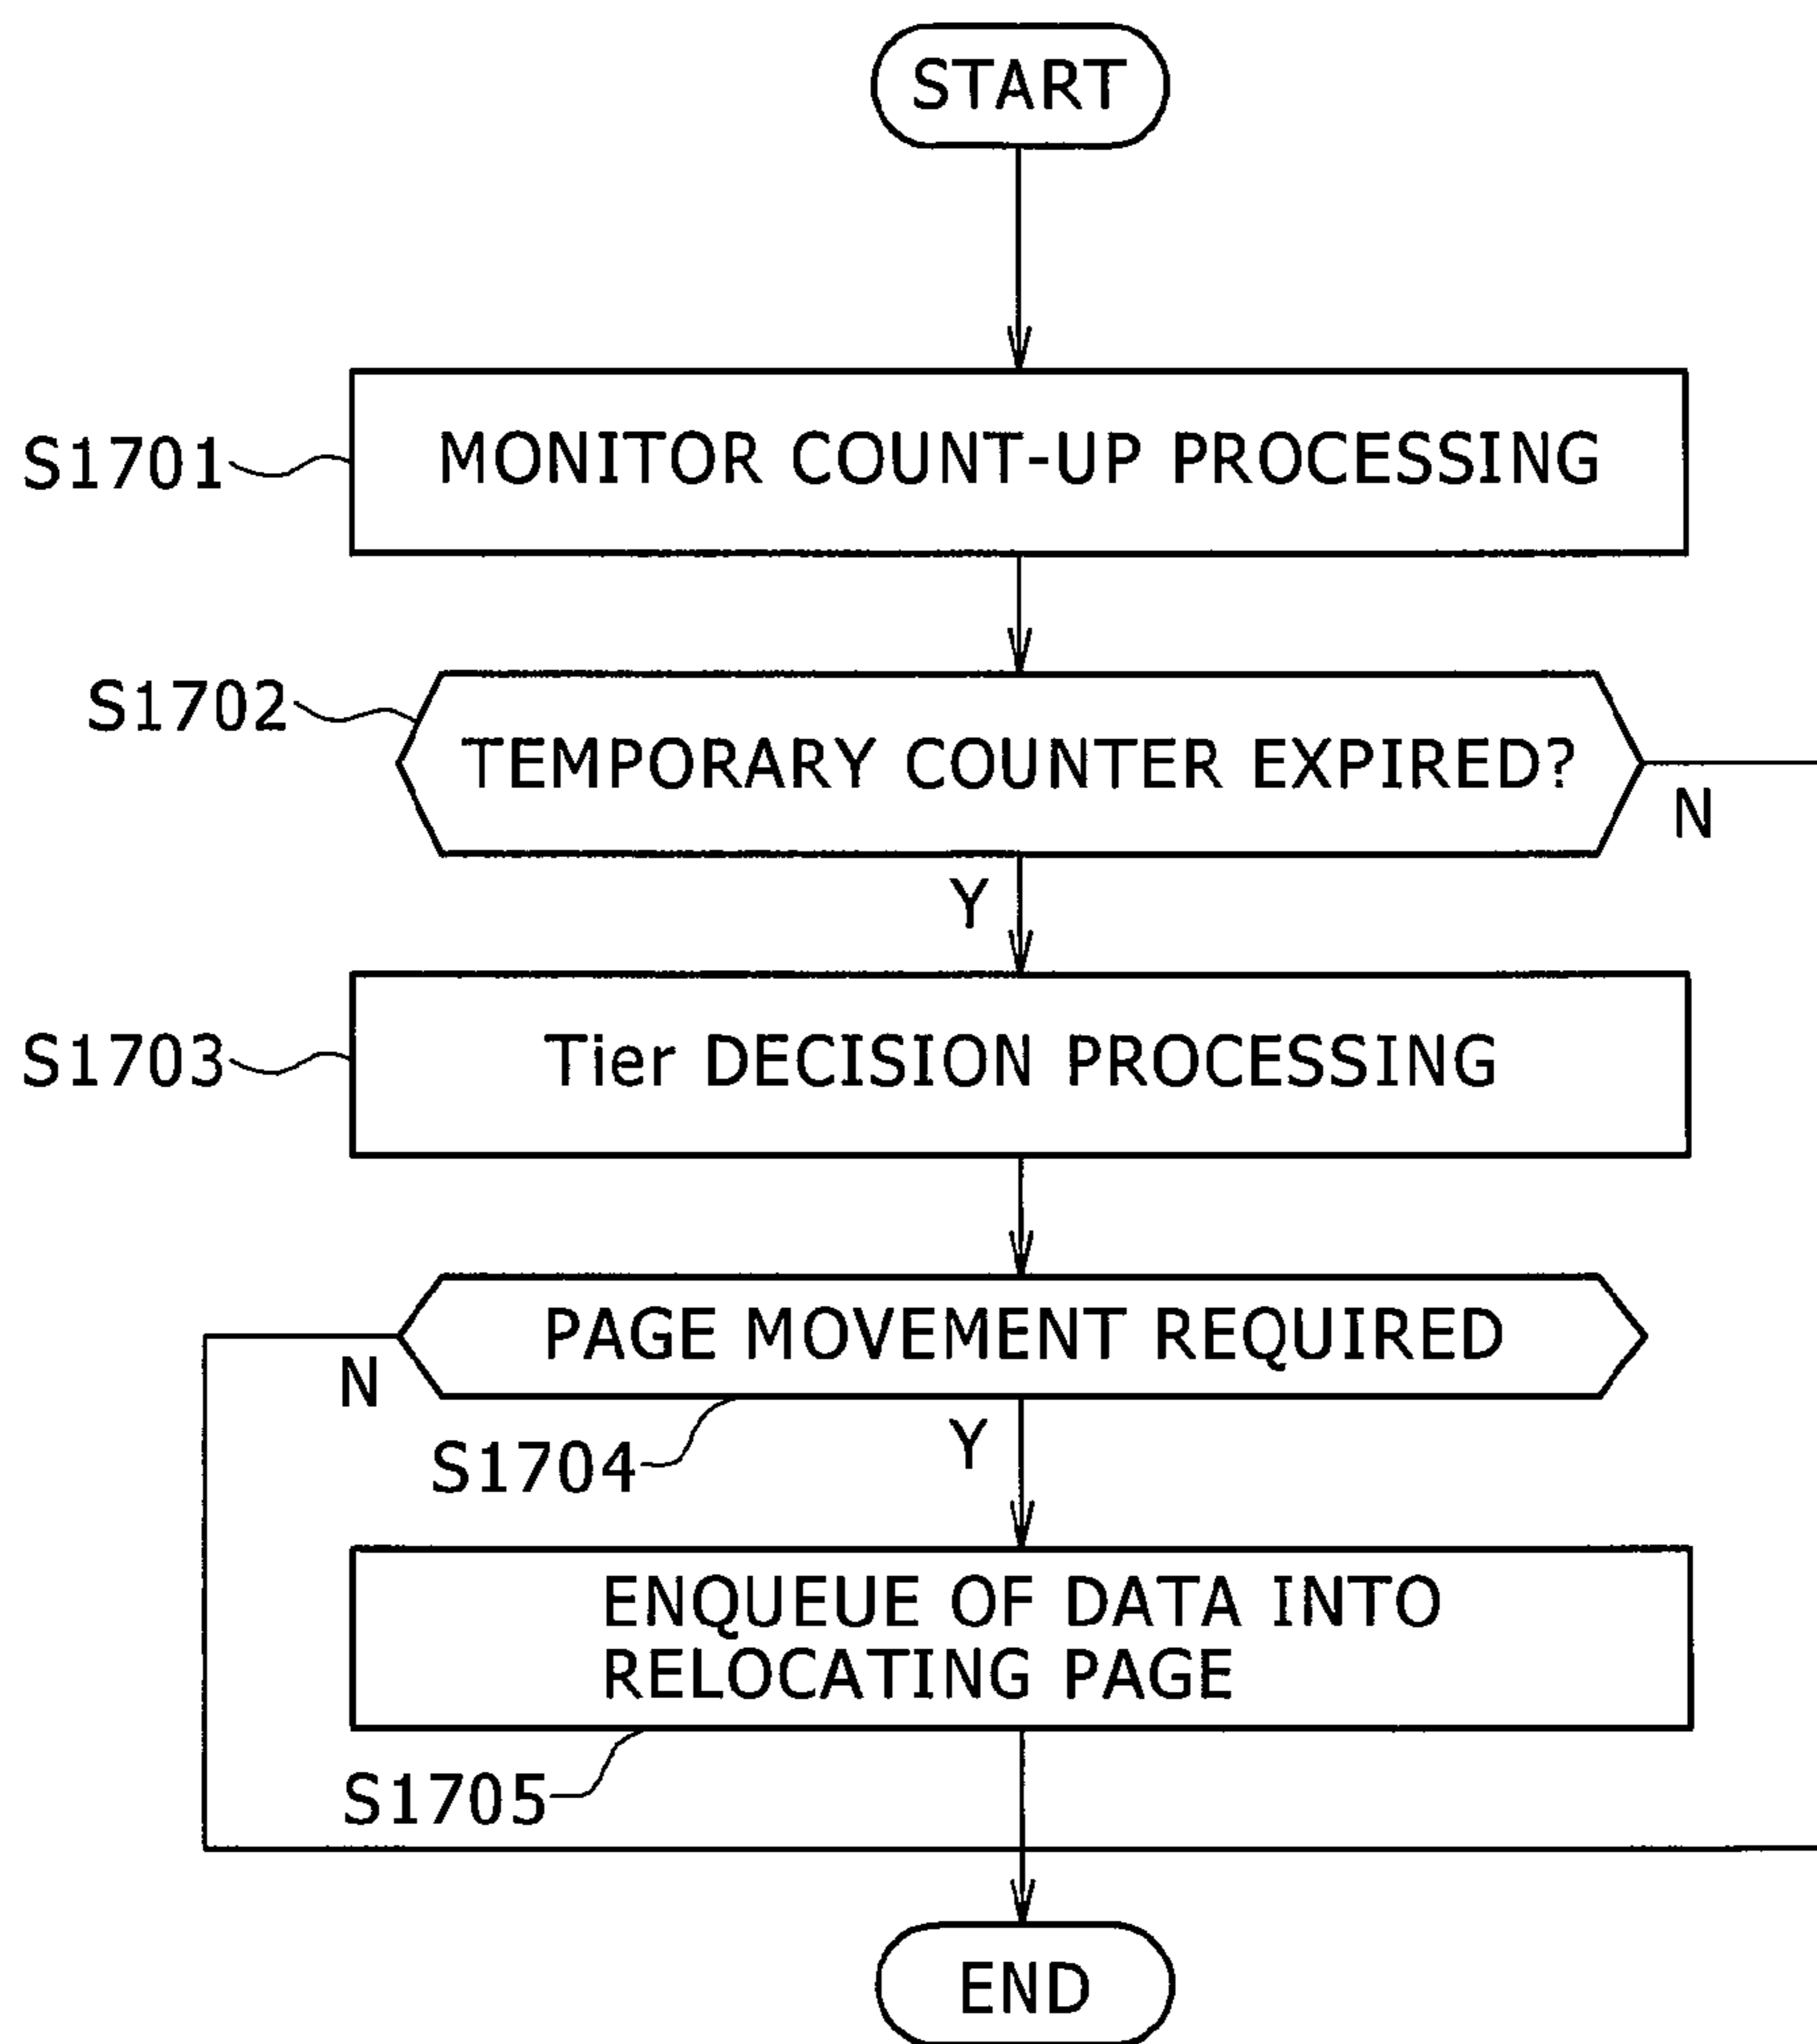 START
S1701
MONITOR COUNT-UP PROCESSING
S1702
TEMPORARY COUNTER EXPIRED?
N
Y
S1703
Tier DECISION PROCESSING
PAGE MOVEMENT REQUIRED
N
S1704
Y
ENQUEUE OF DATA INTO
RELOCATING PAGE
S1705
END